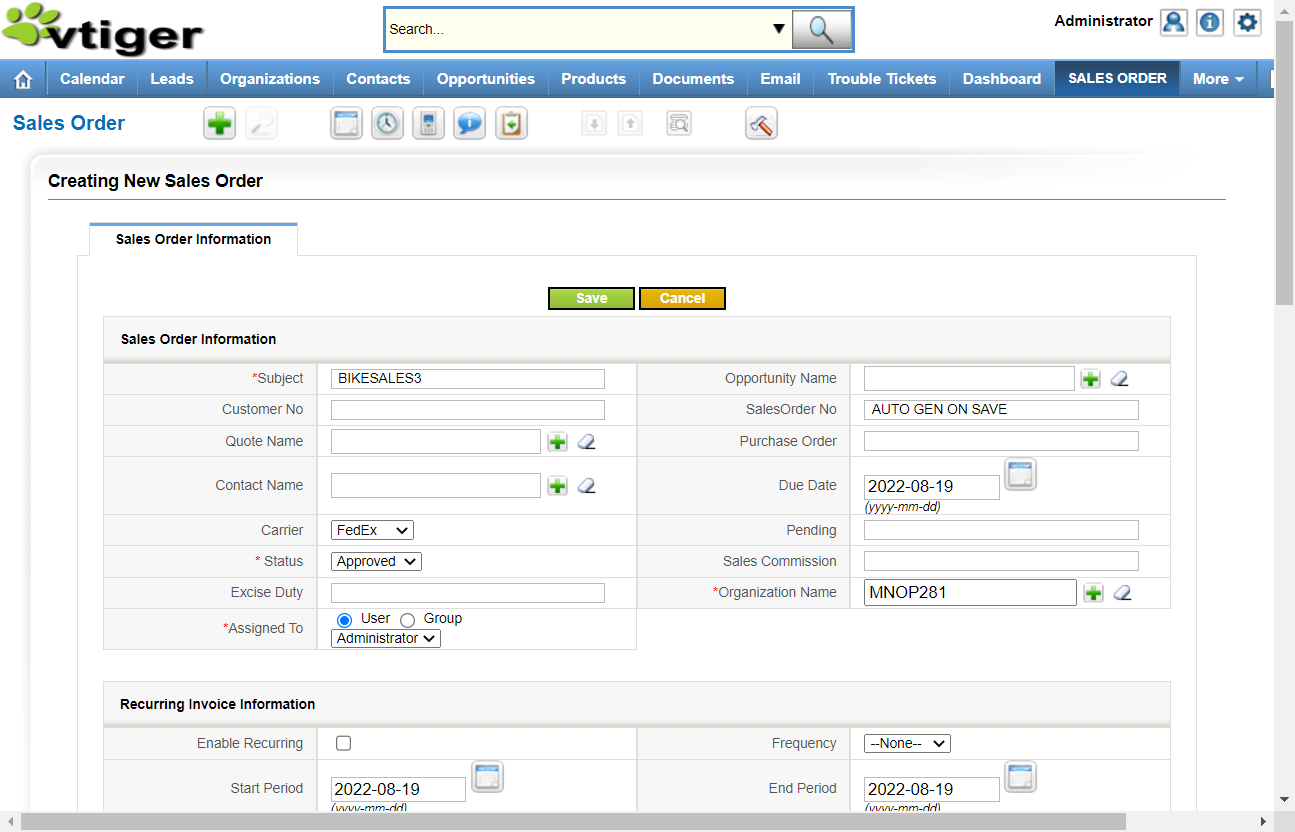 vtiger
Search...
Administrator
Calendar Leads Organizations Contacts Opportunities Products Documents Email Trouble Tickets Dashboard SALES ORDER More
Sales Order
Creating New Sales Order
Sales Order Information
Save Cancel
Sales Order Information
*Subject BIKESALES3 Opportunity Name
Customer No SalesOrder No AUTO GEN ON SAVE
Quote Name Purchase Order
Contact Name Due Date 2022-08-19
(yyyy-mm-dd)
Carrier FedEx Pending
* Status Approved Sales Commission
Excise Duty *Organization Name MNOP281
*Assigned To User Group
Administrator
Recurring Invoice Information
Enable Recurring Frequency --None--
Start Period 2022-08-19 End Period 2022-08-19
(yyyy-mm-dd) (yyyy-mm-dd)